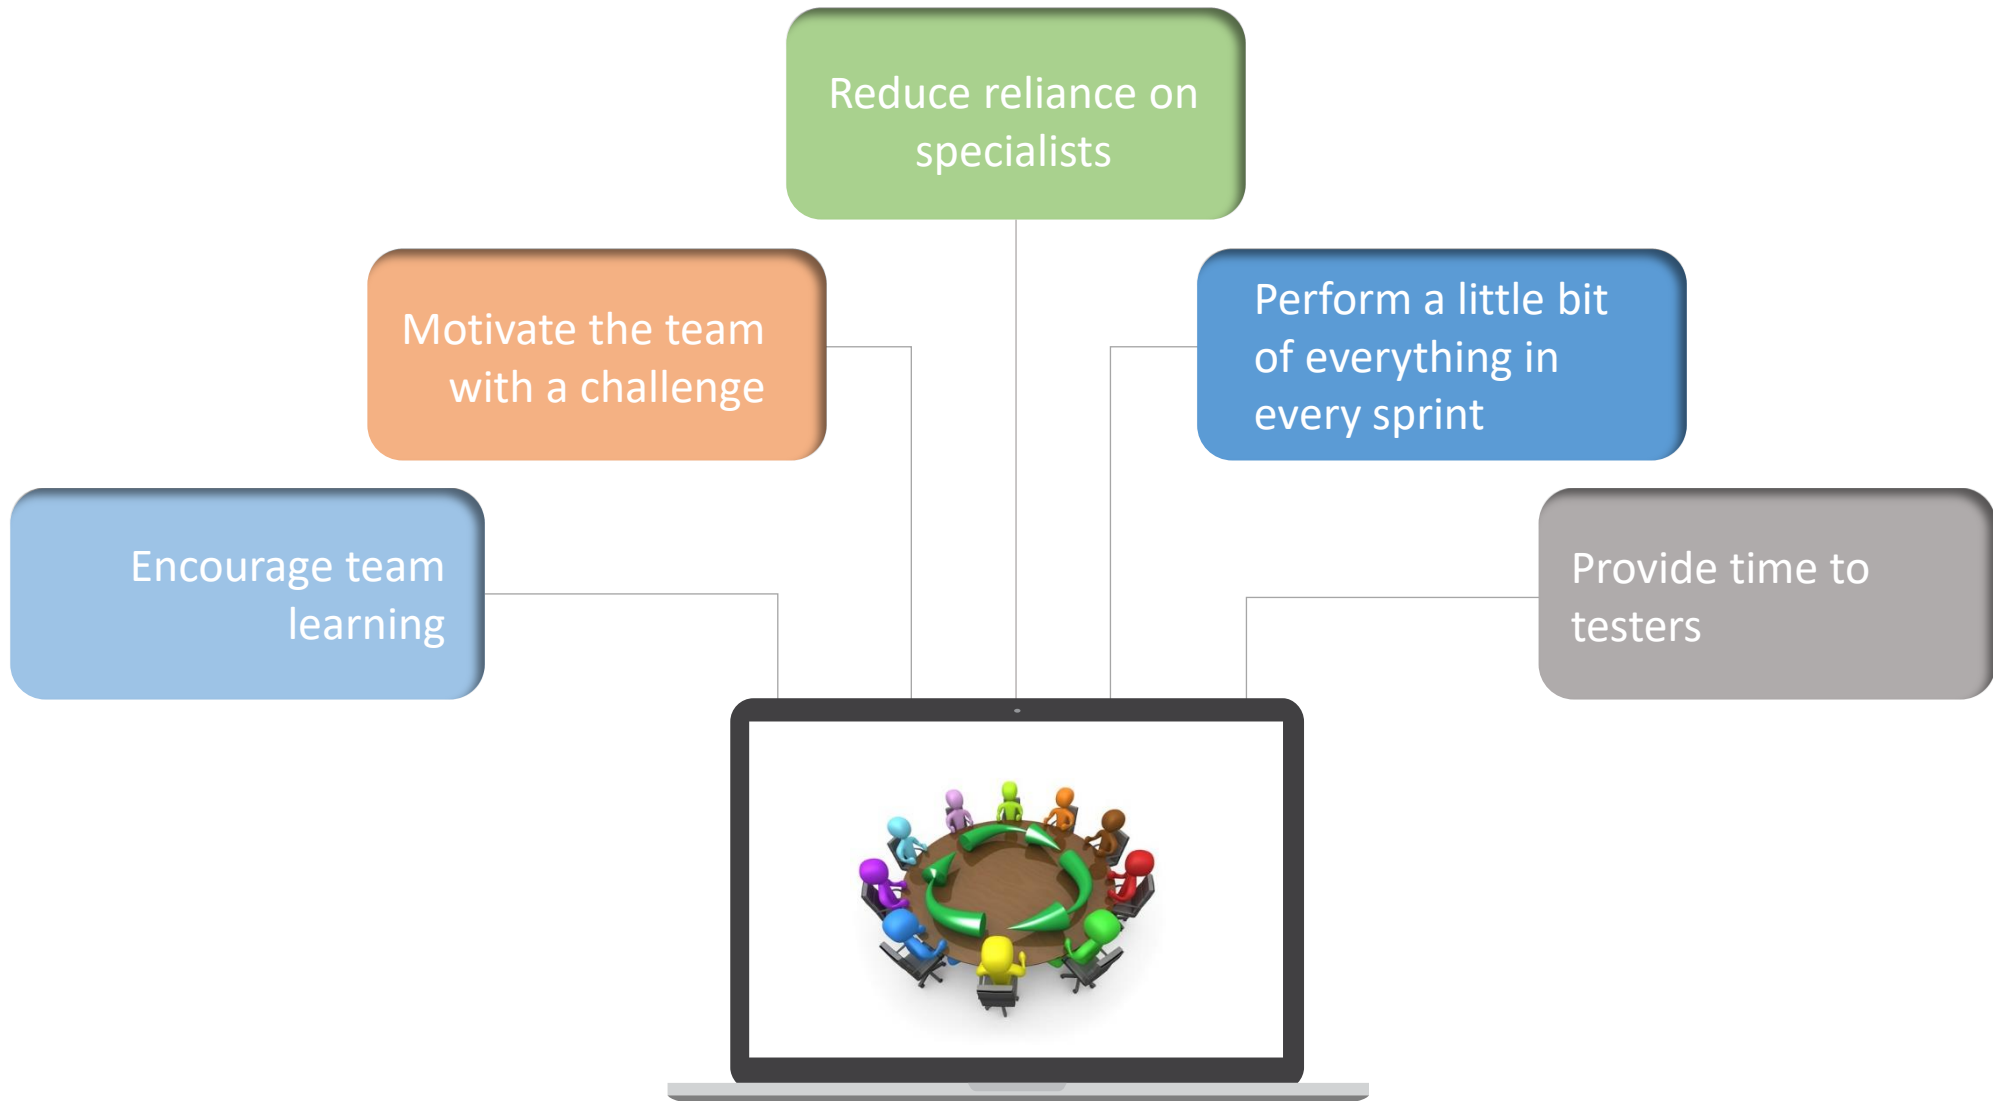 Reduce reliance on
specialists
Motivate the team
with a challenge
Perform a little bit
of everything in
every sprint
Encourage team
learning
Provide time to
testers